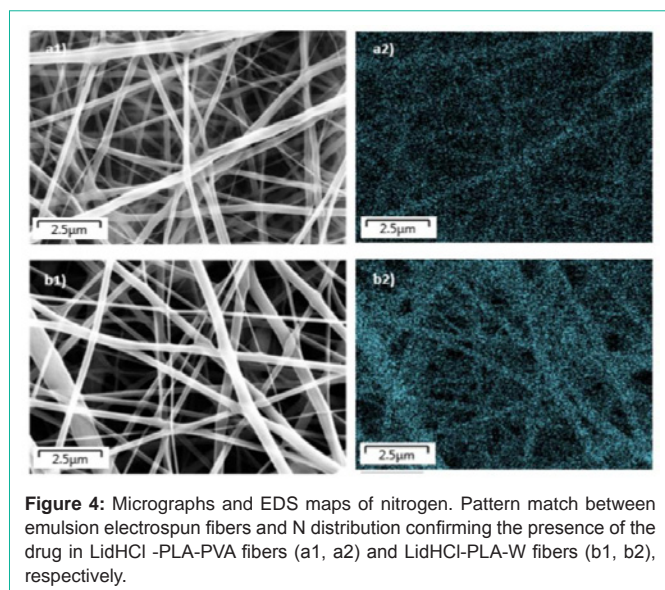 a1)
a2)
2.5µm
2.5µm
b1)
b2)
2.5µm
2.5µm
Figure 4: Micrographs and EDS maps of nitrogen. Pattern match between
emulsion electrospun fibers and N distribution confirming the presence of the
drug in LidHCl -PLA-PVA fibers (a1, a2) and LidHCl-PLA-W fibers (b1, b2),
respectively.